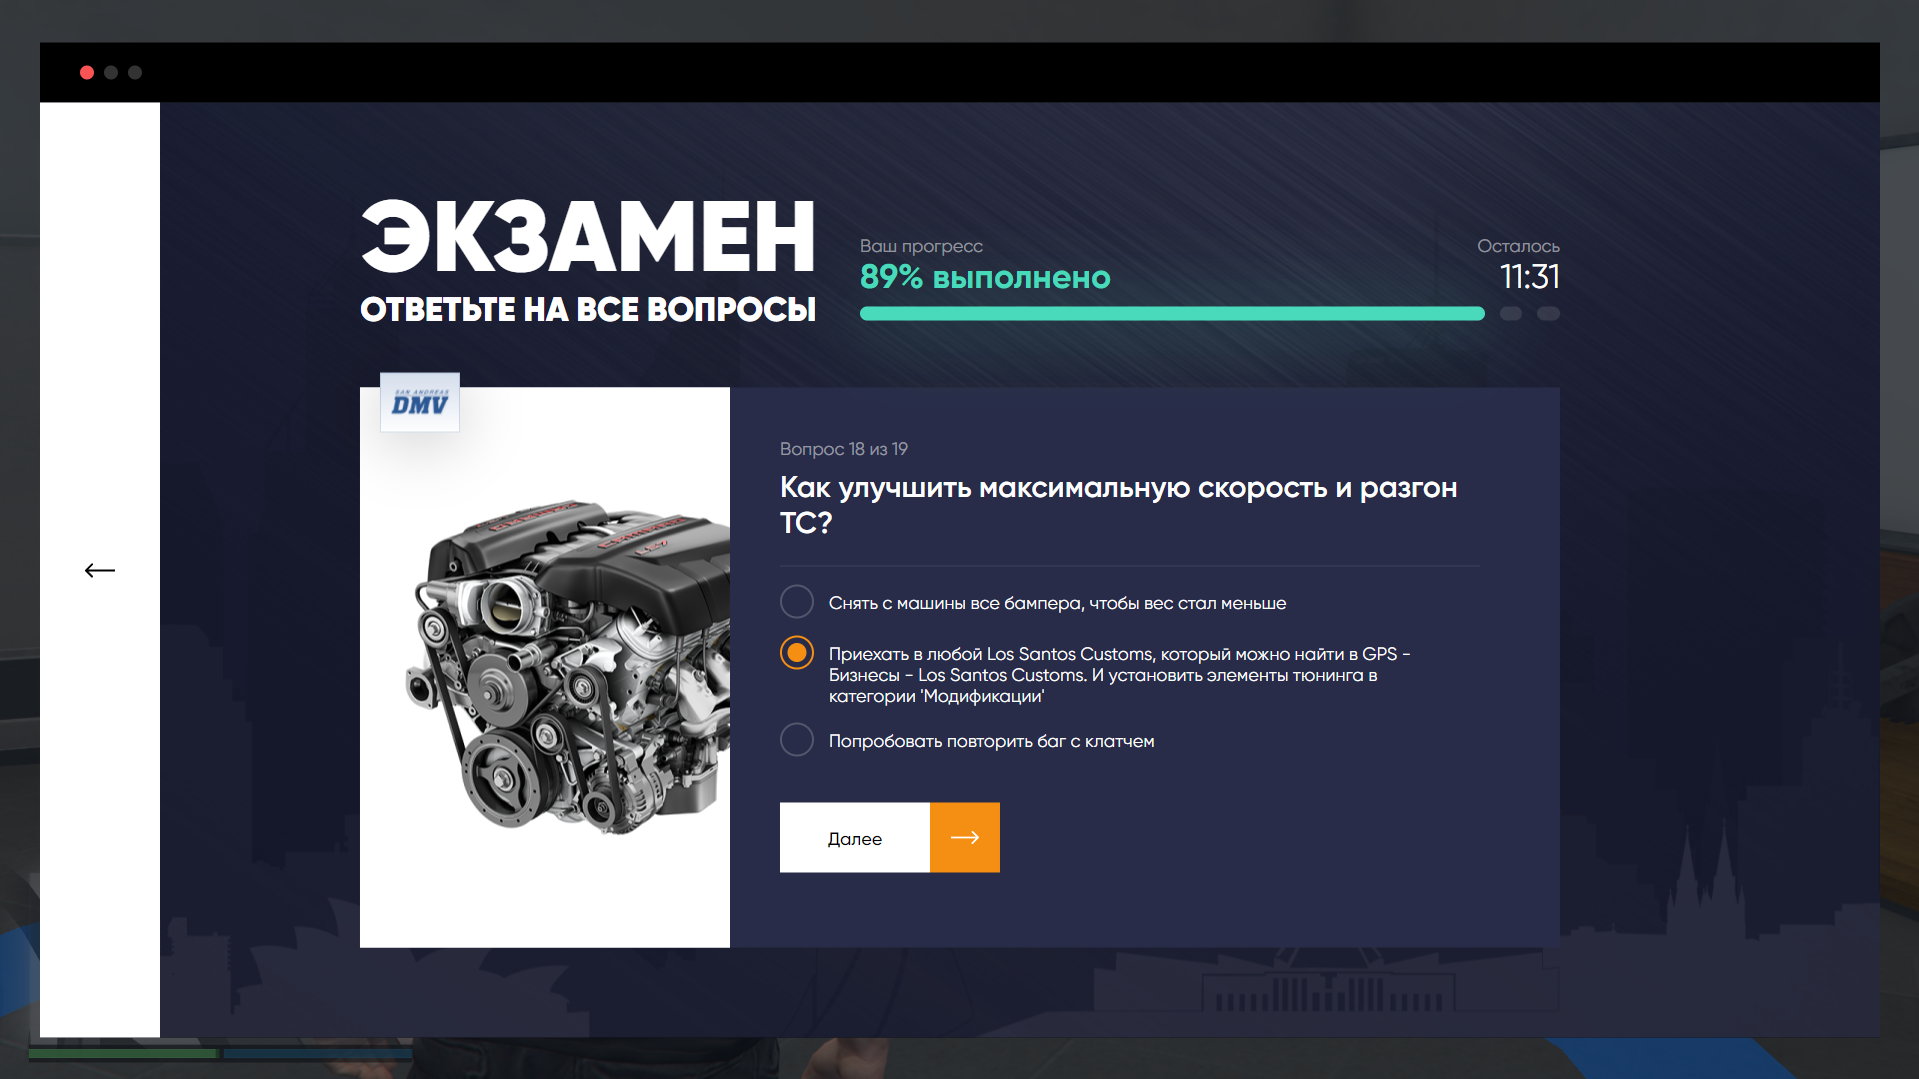 ЭКЗАМЕН
ОТВЕТЬТЕ НА ВСЕ ВОПРОСЫ
Ваш прогресс
89% выполнено
Осталось
11:31
SAN ANDREAS
DMV
Вопрос 18 из 19
Как улучшить максимальную скорость и разгон
ТС?
Снять с машины все бампера, чтобы вес стал меньше
Приехать в любой Los Santos Customs, который можно найти в GPS -
Бизнесы - Los Santos Customs. И установить элементы тюнинга в
категории 'Модификации'
Попробовать повторить баг с клатчем
Далее